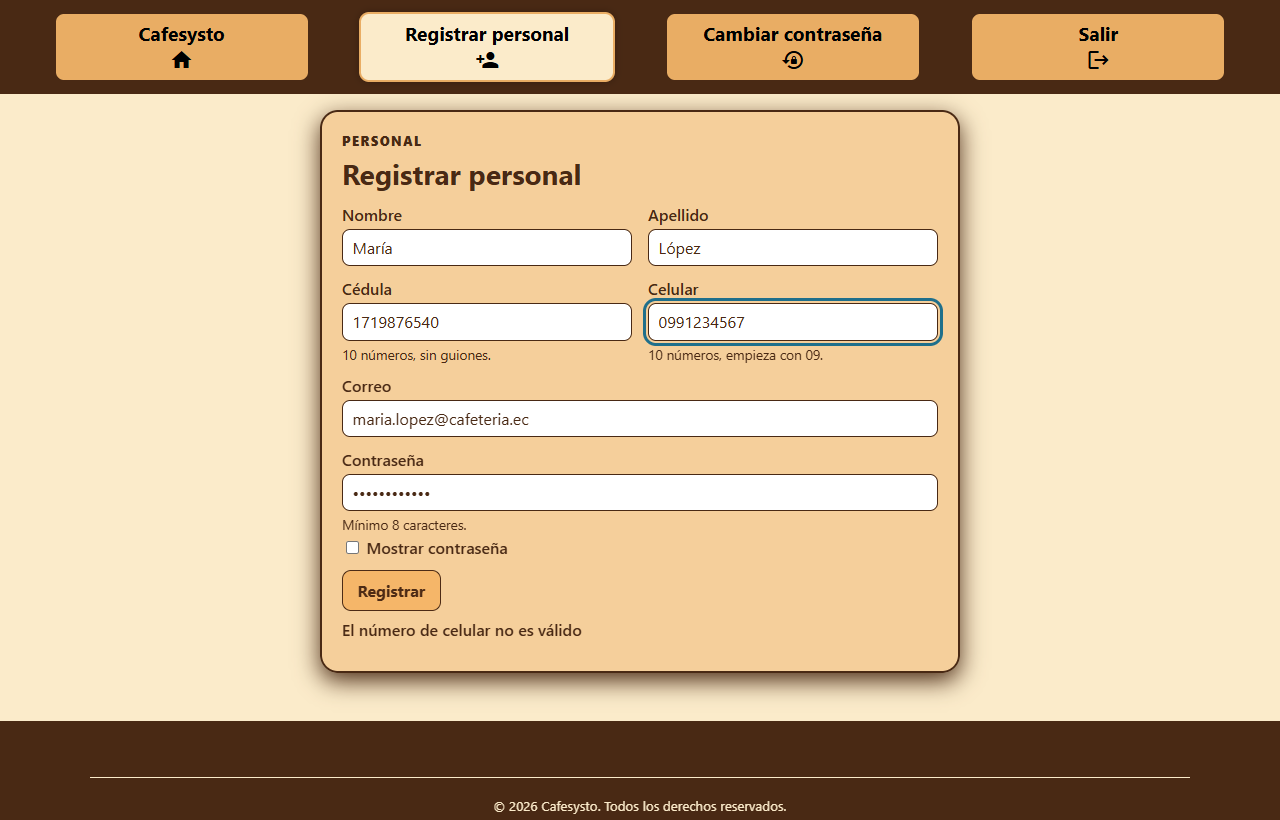 Cafesysto
Registrar personal
Cambiar contraseña
Salir
PERSONAL
Registrar personal
Nombre
Apellido
María
López
Cédula
Celular
1719876540
0991234567
10 números, sin guiones.
10 números, empieza con 09.
Correo
maria.lopez@cafeteria.ec
Contraseña
••••••••••••
Mínimo 8 caracteres.
Mostrar contraseña
Registrar
El número de celular no es válido
© 2026 Cafesysto. Todos los derechos reservados.